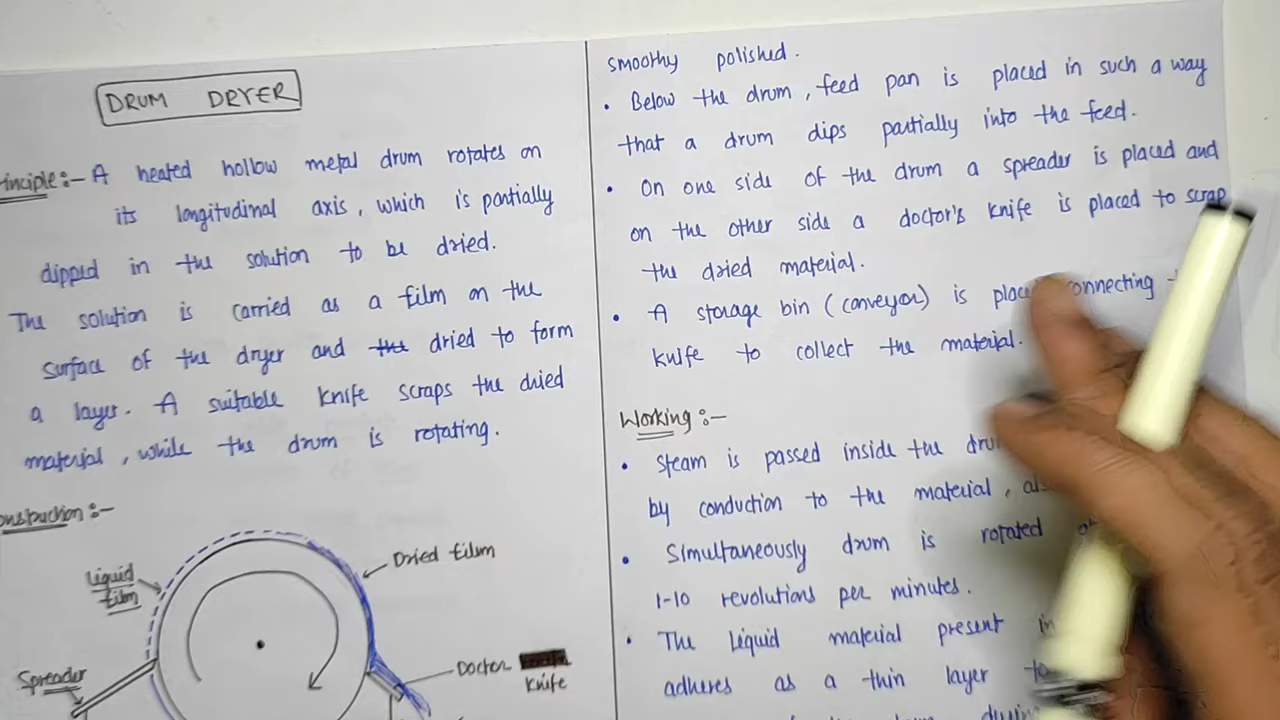 DRUM DRYER
inciple:- A heated hollow metal drum rotates on
its longitudinal axis, which is partially
dipped in the solution to be dried.
The solution is carried as a film on the
surface of the dryer and dried to form
a layer. A suitable knife scraps the dried
material, while the drum is rotating.
onstruction:-
Liquid
film
Dried film
Spreader
Doctor
Knife
smoothy polished.
• Below the drum, feed pan is placed in such a way
that a drum dips partially into the feed.
• On one side of the drum a spreader is placed and
on the other side a doctor's knife is placed to scrap
the dried material.
• A storage bin (conveyor) is connecting
knife to collect the material.
Working:-
• Steam is passed inside the
by conduction to the material,
• Simultaneously drum is rotated
1-10 revolutions per minutes.
• The liquid material present
adheres as a thin layer